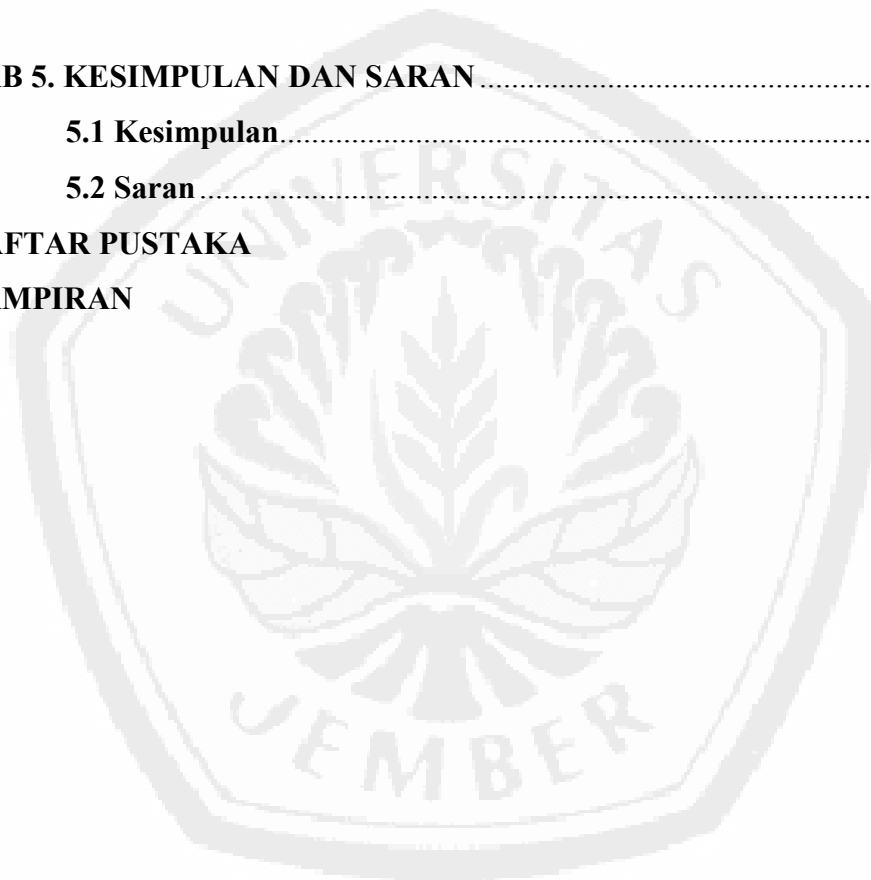 AB 5. KESIMPULAN DAN SARAN ........................................................
5.1 Kesimpulan..................................................................................
5.2 Saran .............................................................................................
AFTAR PUSTAKA
AMPIRAN
UNIVERSITAS
JEMBER